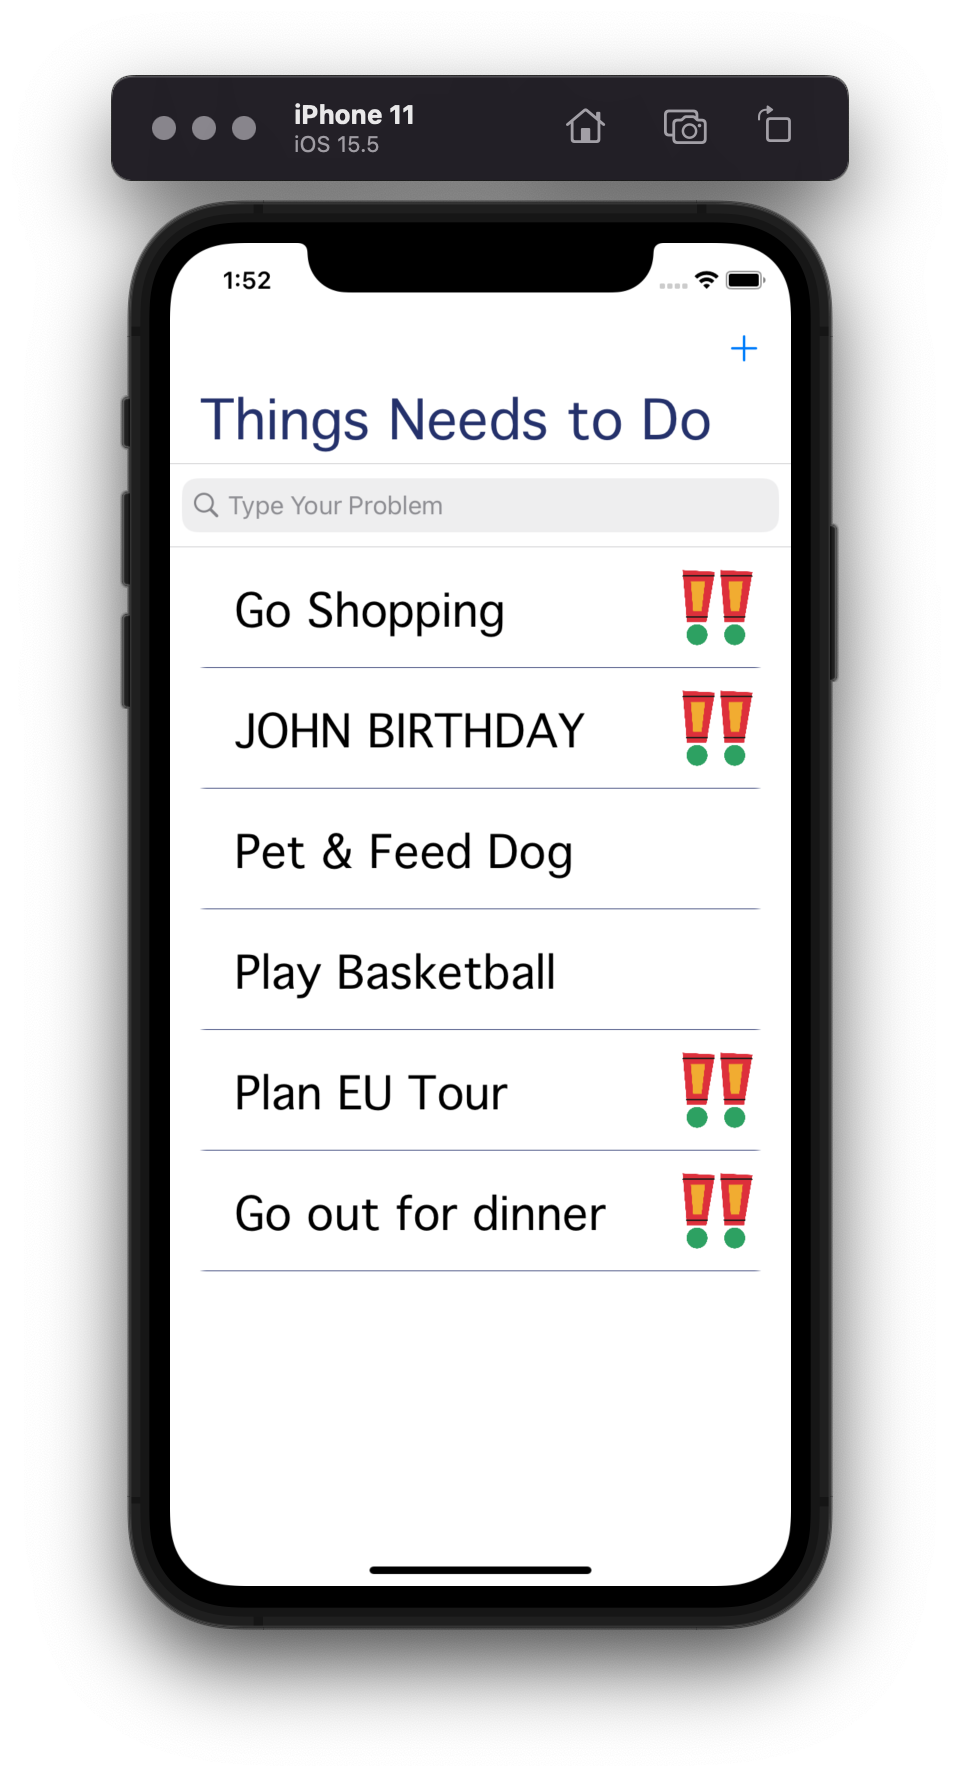 iPhone 11
iOS 15.5
1:52
Things Needs to Do
Type Your Problem
Go Shopping
JOHN BIRTHDAY
Pet & Feed Dog
Play Basketball
Plan EU Tour
Go out for dinner